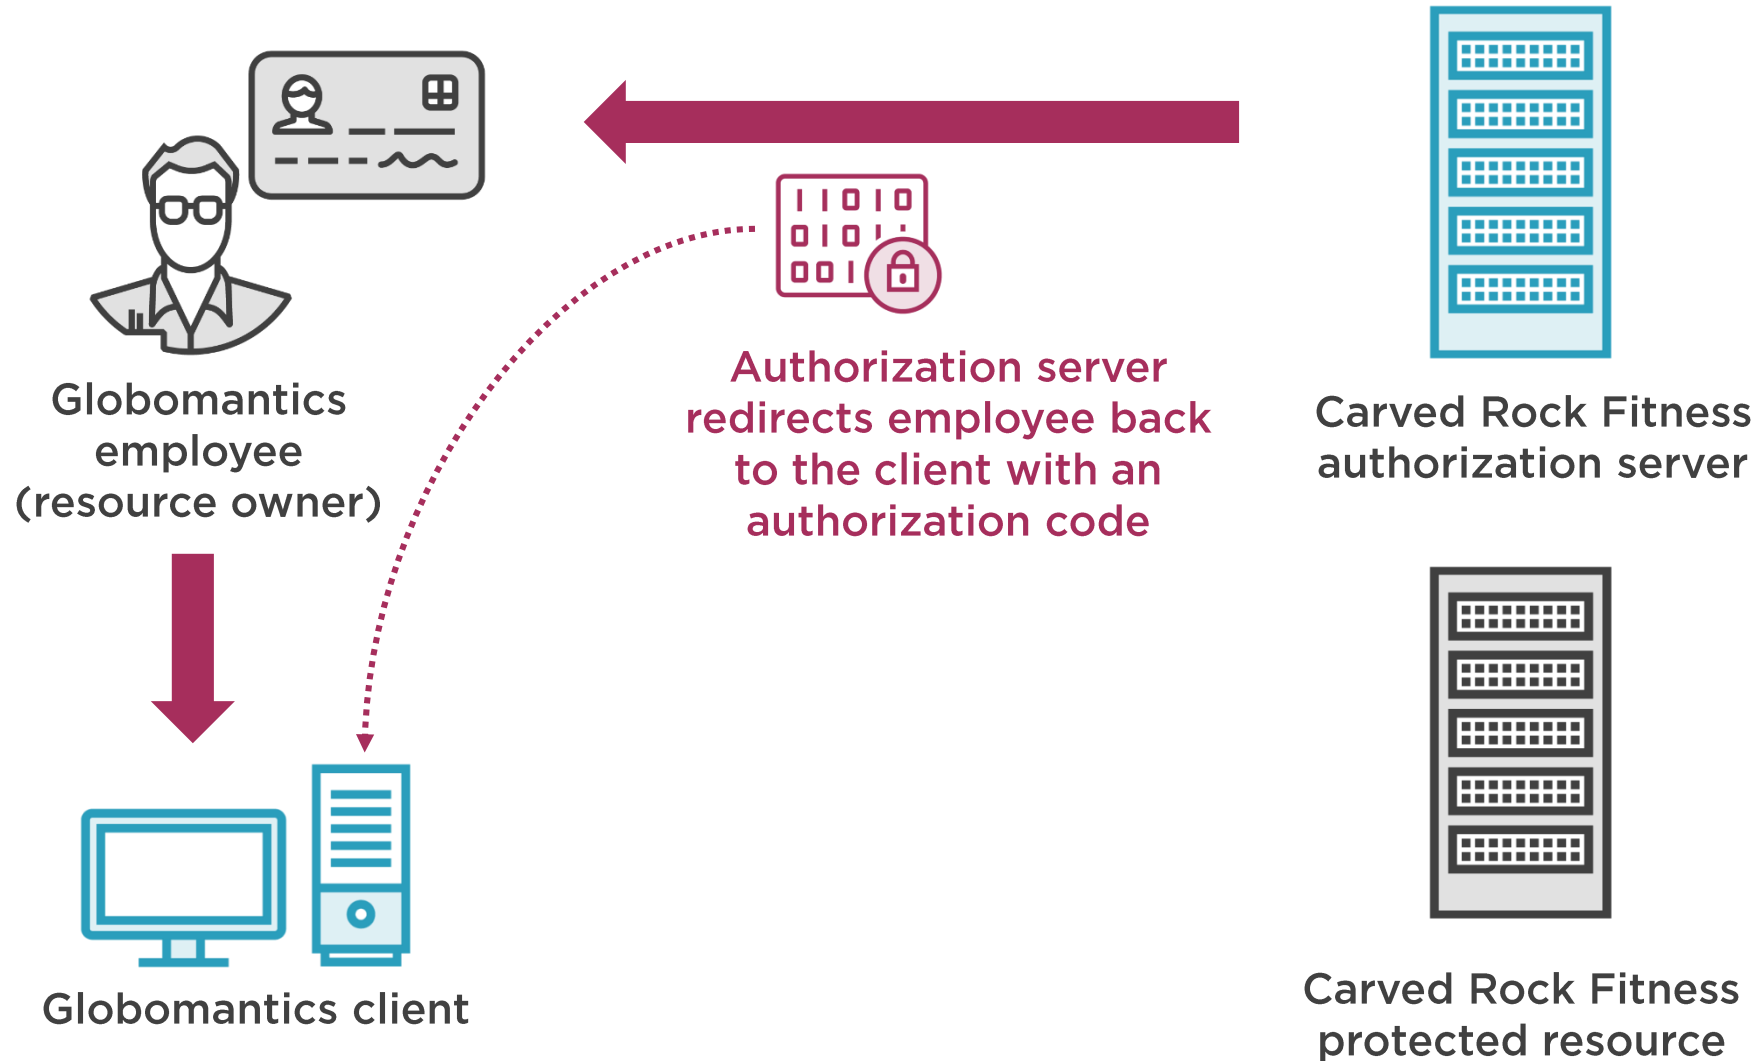 Globomantics
employee
(resource owner)
Authorization server
redirects employee back
to the client with an
authorization code
Carved Rock Fitness
authorization server
Globomantics client
Carved Rock Fitness
protected resource